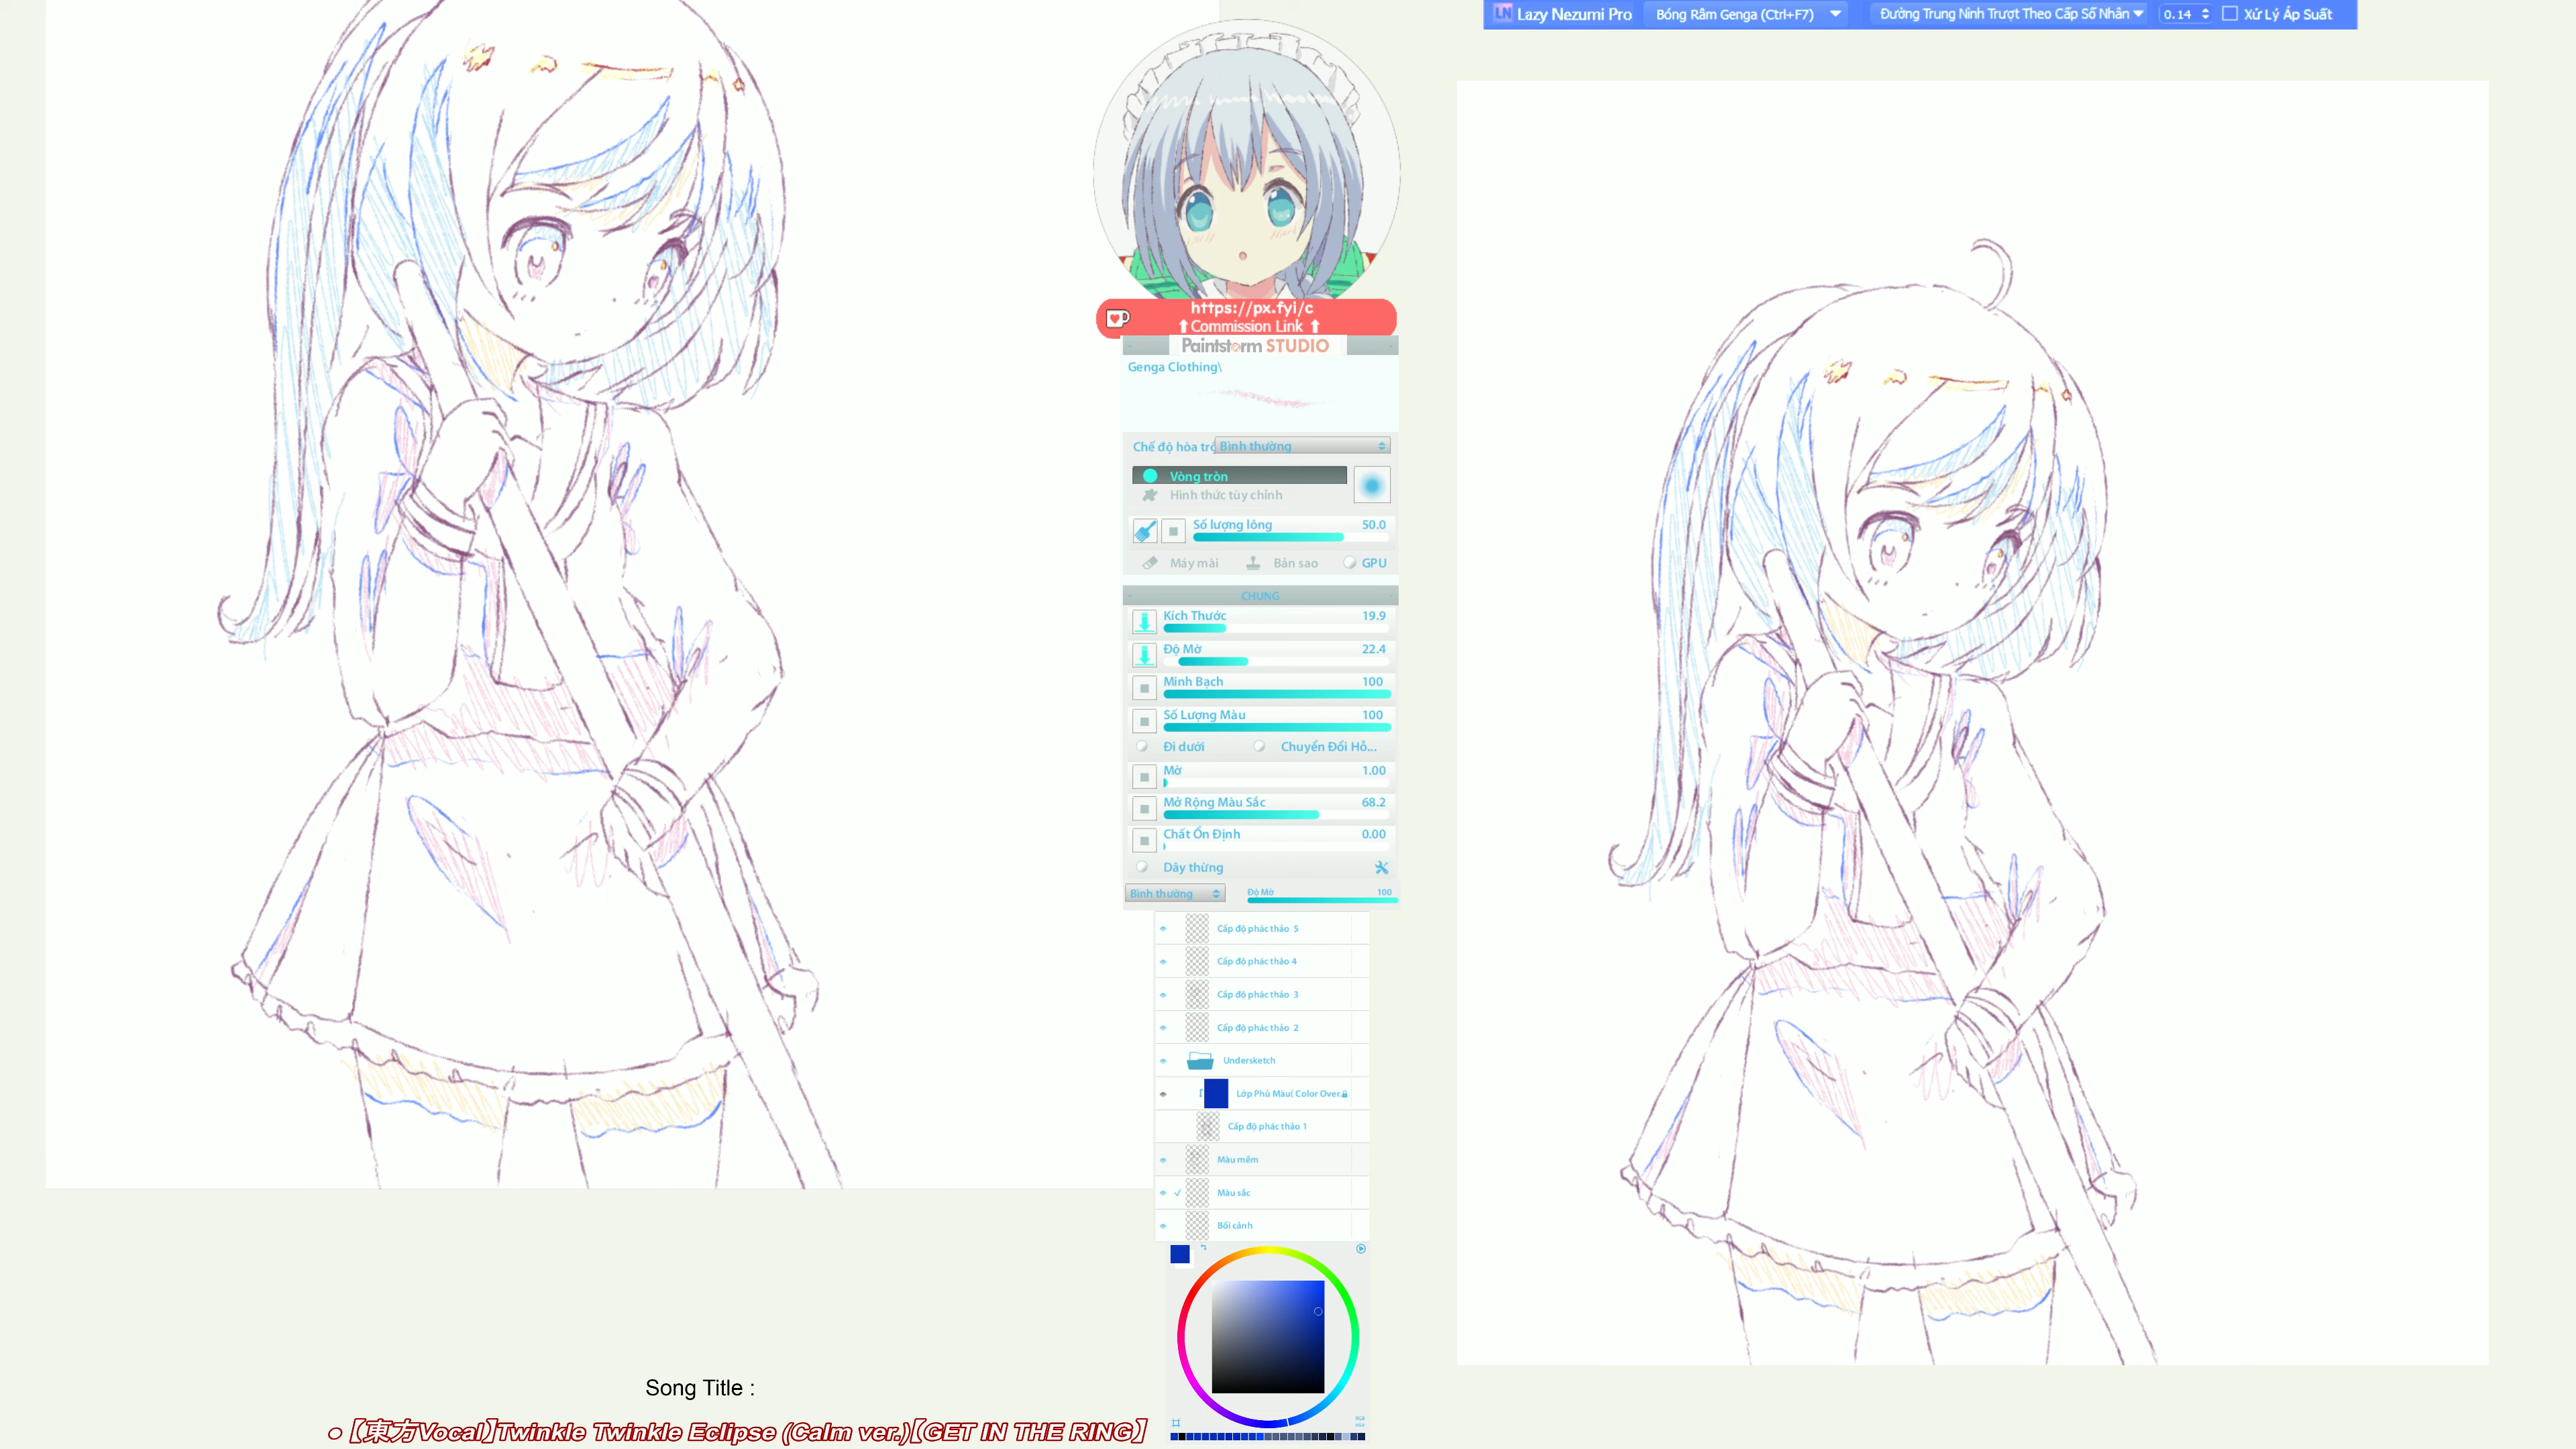 LN Lazy Nezumi Pro
Bóng Râm Genga (Ctrl+F7)
Đường Trung Ninh Trượt Theo Cấp Số Nhân
0.14
Xử Lý Áp Suất
https://px.fyi/c
⬆Commission Link ⬆
Paintstorm STUDIO
Genga Clothing\
Chế độ hòa trộ Bình thường
Vòng tròn
Hình thức tùy chỉnh
Số lượng lông 50.0
Máy mài Bản sao GPU
CHUNG
Kích Thước 19.9
Độ Mờ 22.4
Minh Bạch 100
Số Lượng Màu 100
Đi dưới Chuyển Đổi Hỗ...
Mờ 1.00
Mở Rộng Màu Sắc 68.2
Chất Ổn Định 0.00
Dây thừng
Bình thường Độ Mờ 100
Cấp độ phác thảo 5
Cấp độ phác thảo 4
Cấp độ phác thảo 3
Cấp độ phác thảo 2
Undersketch
Lớp Phủ Màu( Color Over.
Cấp độ phác thảo 1
Màu mềm
Màu sắc
Bối cảnh
Song Title :
• 【東方Vocal】Twinkle Twinkle Eclipse (Calm ver.)【GET IN THE RING】